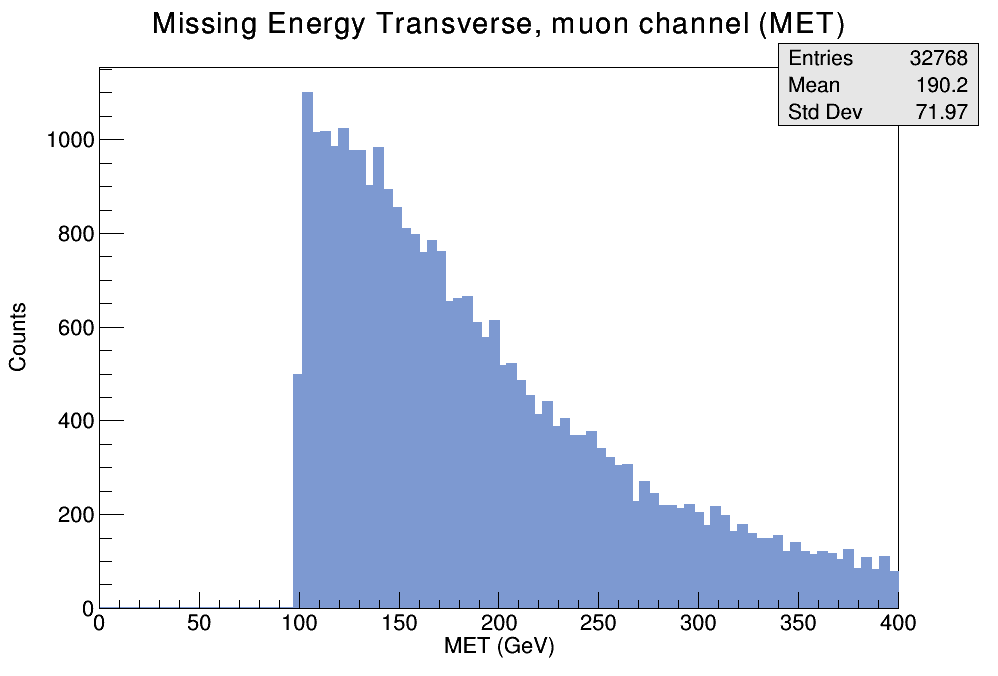 Missing Energy Transverse, muon channel (MET)
Entries 32768
Mean 190.2
Std Dev 71.97
1000
800
600
400
200
0
Counts
0 50 100 150 200 250 300 350 400
MET (GeV)